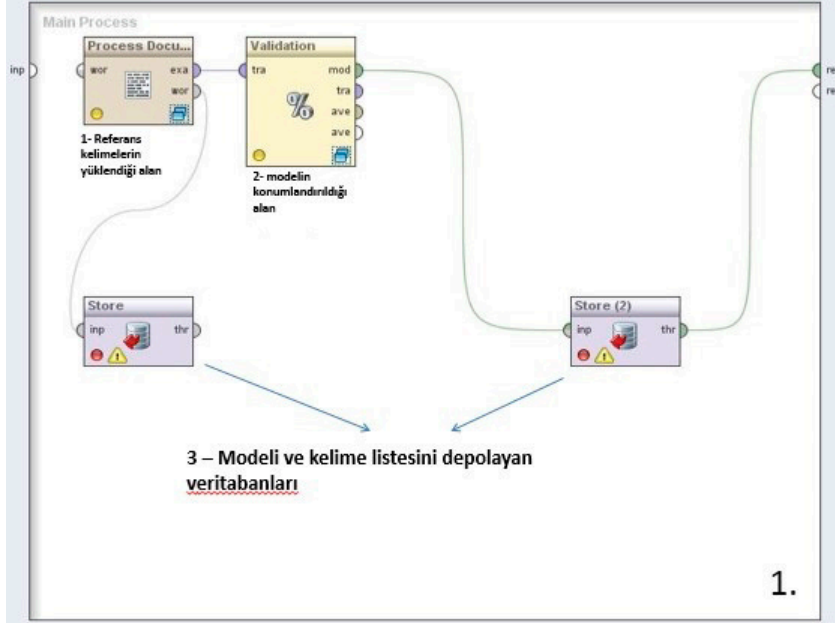 Main Process
Process Docu...
Validation
inp
wor
exa
wor
tra
mod
tra
ave
ave
%
re
re
1- Referans
kelimelerin
yüklendiği alan
2- modelin
konumlandırıldığı
alan
Store
inp
thr
Store (2)
inp
thr
3 – Modeli ve kelime listesini depolayan
veritabanları
1.